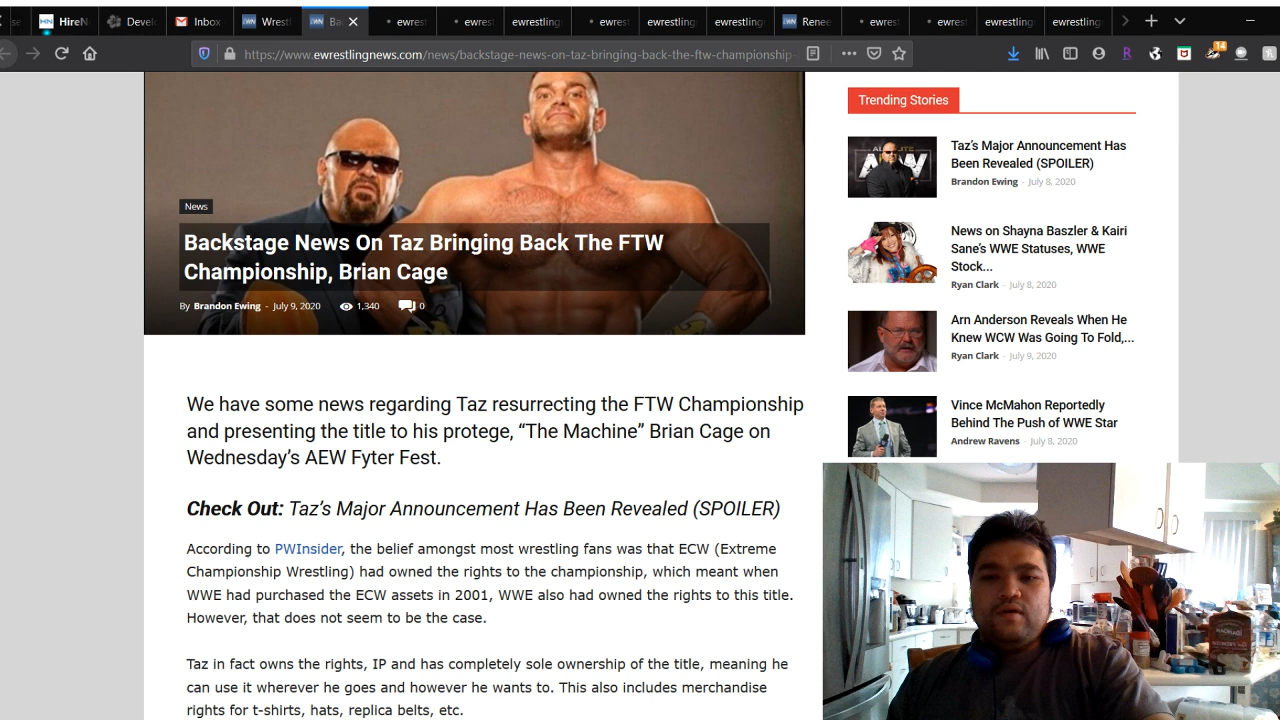 HireN
Devel
Inbox
Wrestl
Ba
ewrest
ewrest
ewrestling
ewrest
ewrestling
ewrestling
Renee
ewrest
ewrest
ewrestling
ewrestling
https://www.ewrestlingnews.com/news/backstage-news-on-taz-bringing-back-the-ftw-championship-
14
News
Backstage News On Taz Bringing Back The FTW
Championship, Brian Cage
By Brandon Ewing - July 9, 2020 1,340 0
We have some news regarding Taz resurrecting the FTW Championship
and presenting the title to his protege, “The Machine” Brian Cage on
Wednesday’s AEW Fyter Fest.
Check Out: Taz’s Major Announcement Has Been Revealed (SPOILER)
According to PWInsider, the belief amongst most wrestling fans was that ECW (Extreme
Championship Wrestling) had owned the rights to the championship, which meant when
WWE had purchased the ECW assets in 2001, WWE also had owned the rights to this title.
However, that does not seem to be the case.
Taz in fact owns the rights, IP and has completely sole ownership of the title, meaning he
can use it wherever he goes and however he wants to. This also includes merchandise
rights for t-shirts, hats, replica belts, etc.
Trending Stories
Taz’s Major Announcement Has
Been Revealed (SPOILER)
Brandon Ewing - July 8, 2020
News on Shayna Baszler & Kairi
Sane’s WWE Statuses, WWE
Stock...
Ryan Clark - July 8, 2020
Arn Anderson Reveals When He
Knew WCW Was Going To Fold,...
Ryan Clark - July 9, 2020
Vince McMahon Reportedly
Behind The Push of WWE Star
Andrew Ravens - July 8, 2020